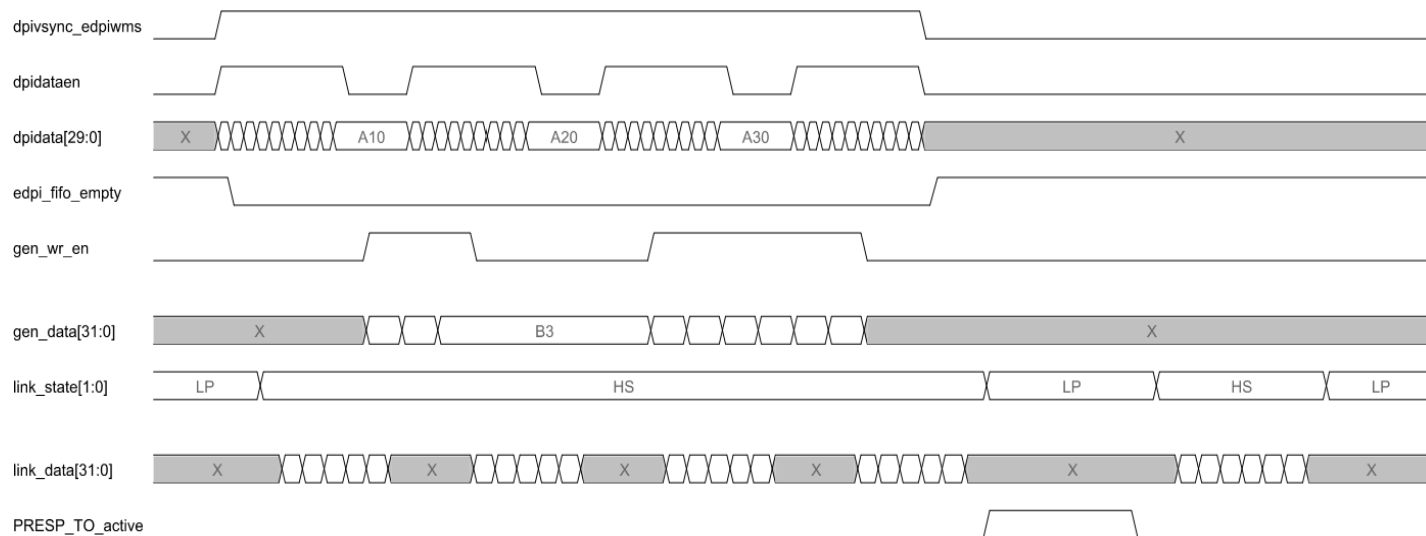 dpivsync_edpiwms
dpidataen
dpidata[29:0] X A10 A20 A30 X
edpi_fifo_empty
gen_wr_en
gen_data[31:0] X B3 X
link_state[1:0] LP HS LP HS LP
link_data[31:0] X X X X X X
PRESP_TO_active